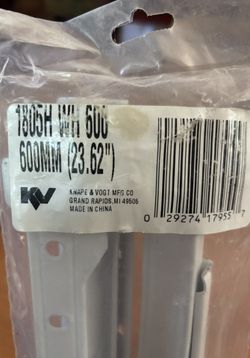 1805H WH 600
600MM (23.62")
KV
KNAPE & VOGT MFG CO
GRAND RAPIDS, MI 49505
MADE IN CHINA
0 29274 17955 7